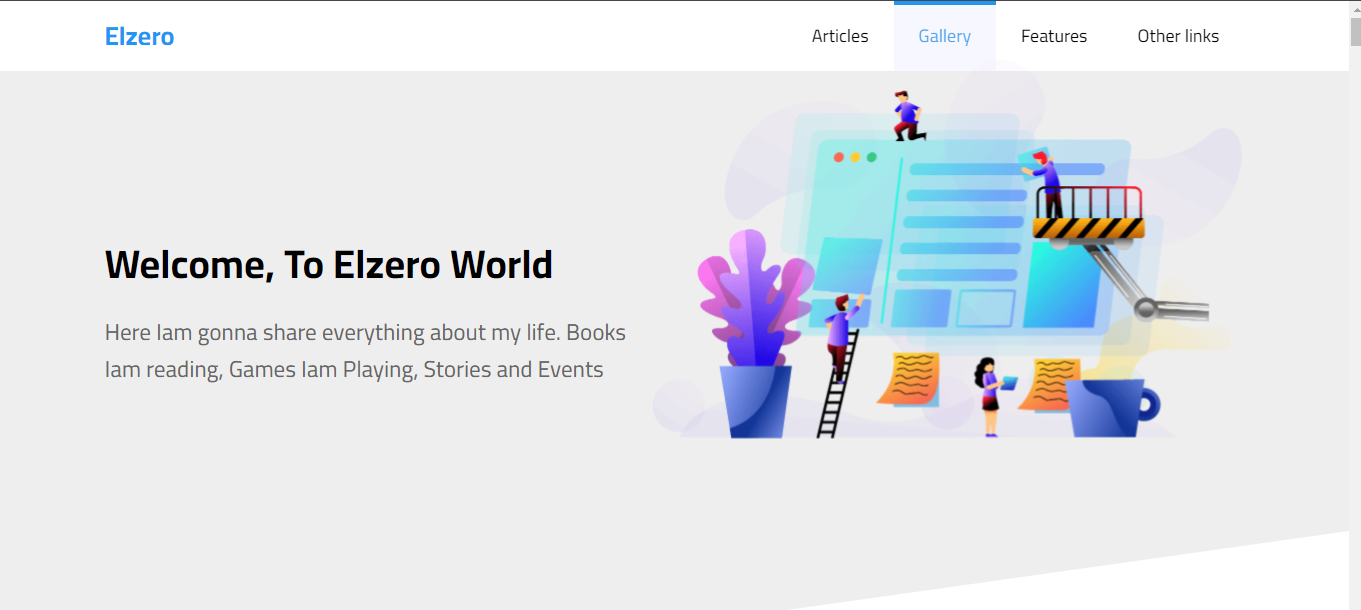 Elzero
Articles
Gallery
Features
Other links
Welcome, To Elzero World
Here Iam gonna share everything about my life. Books
Iam reading, Games Iam Playing, Stories and Events